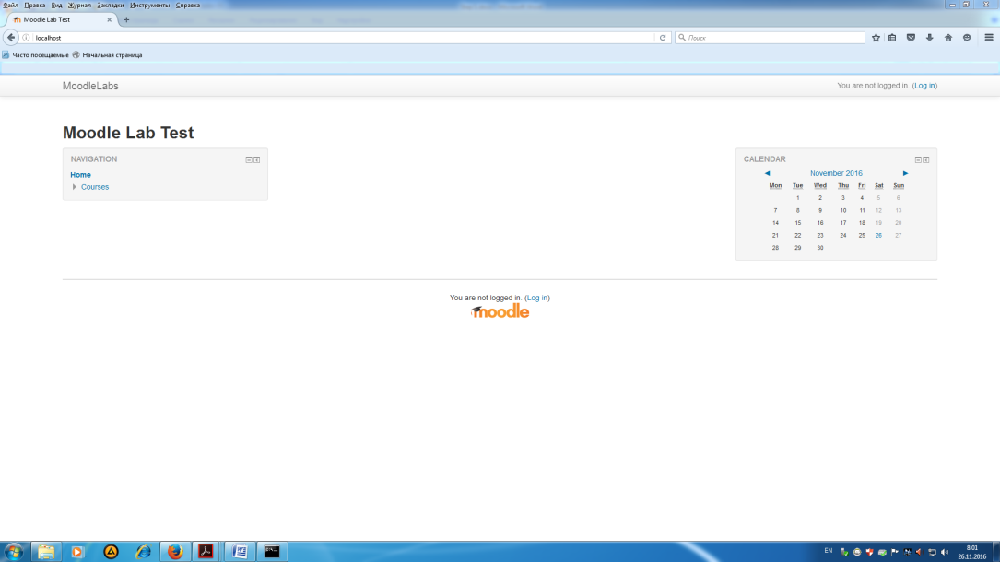 Файл Правка Вид Журнал Закладки Инструменты Справка
Moodle Lab Test
localhost
Поиск
Часто посещаемые Начальная страница
MoodleLabs
You are not logged in. (Log in)
Moodle Lab Test
NAVIGATION
Home
Courses
CALENDAR
November 2016
Mon Tue Wed Thu Fri Sat Sun
1 2 3 4 5 6
7 8 9 10 11 12 13
14 15 16 17 18 19 20
21 22 23 24 25 26 27
28 29 30
You are not logged in. (Log in)
moodle
EN
8:01
26.11.2016